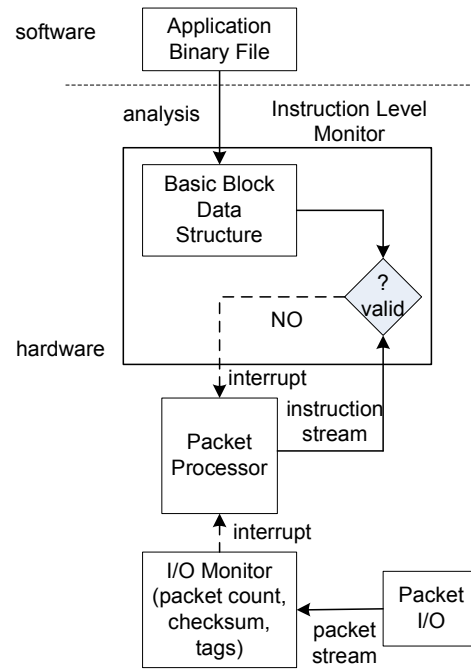 software
Application
Binary File
analysis
Instruction Level
Monitor
Basic Block
Data
Structure
?
valid
NO
hardware
interrupt
instruction
stream
Packet
Processor
interrupt
I/O Monitor
(packet count,
checksum,
tags)
packet
stream
Packet
I/O